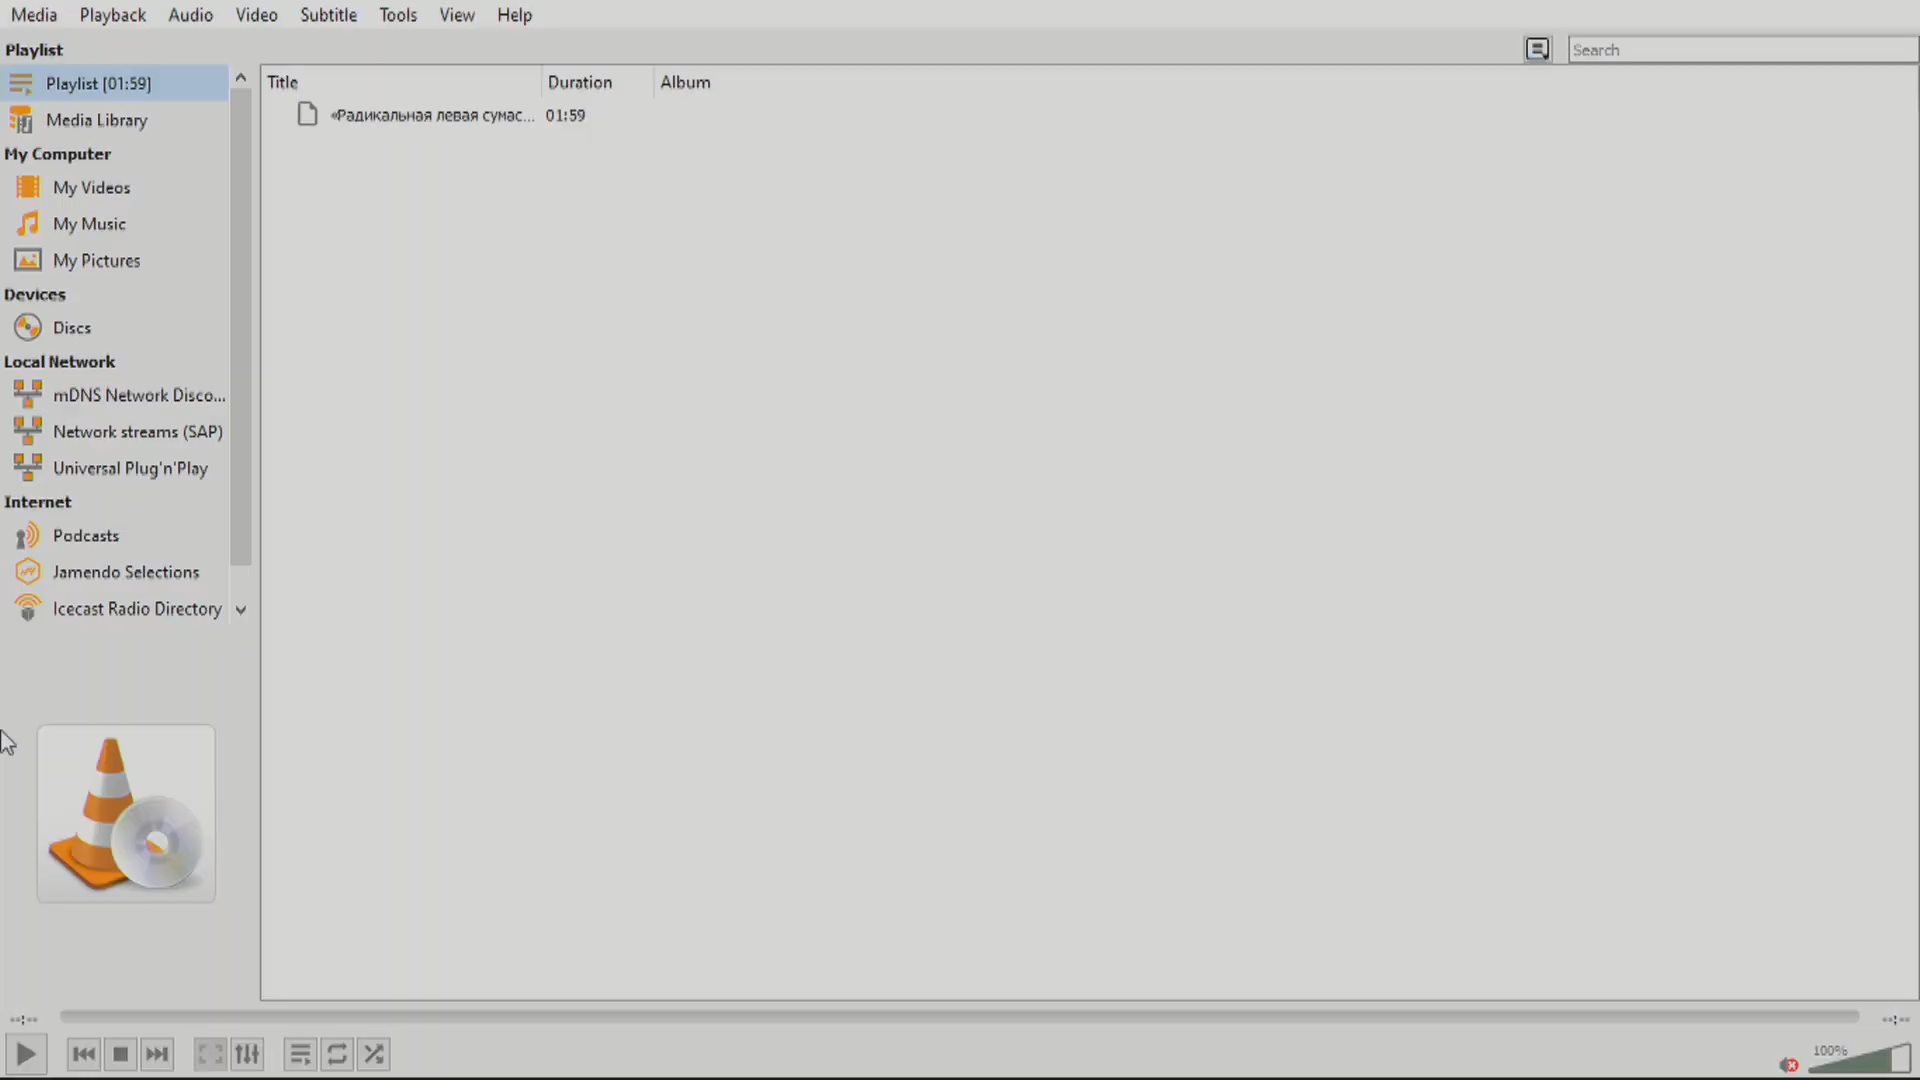 Media Playback Audio Video Subtitle Tools View Help
Playlist
Search
Playlist [01:59]
Media Library
My Computer
My Videos
My Music
My Pictures
Devices
Discs
Local Network
mDNS Network Disco...
Network streams (SAP)
Universal Plug'n'Play
Internet
Podcasts
Jamendo Selections
Icecast Radio Directory
Title Duration Album
«Радикальная левая сумас... 01:59
--:-- --:--
100%